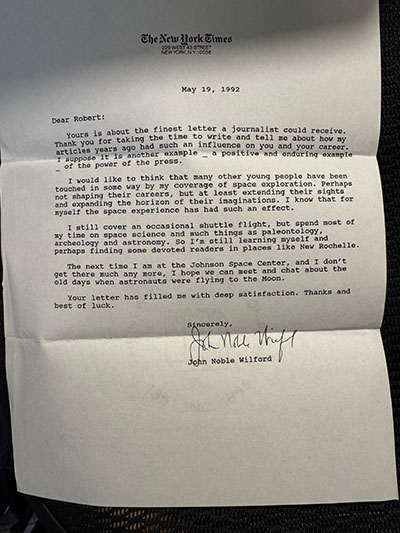 The New York Times
229 WEST 43 STREET
NEW YORK, N.Y. 10036
May 19, 1992
Dear Robert:
Yours is about the finest letter a journalist could receive.
Thank you for taking the time to write and tell me about how my
articles years ago had such an influence on you and your career.
I suppose it is another example _ a positive and enduring example
_ of the power of the press.
I would like to think that many other young people have been
touched in some way by my coverage of space exploration. Perhaps
not shaping their careers, but at least extending their sights
and expanding the horizon of their imaginations. I know that for
myself the space experience has had such an effect.
I still cover an occasional shuttle flight, but spend most of
my time on space science and such things as paleontology,
archeology and astronomy. So I'm still learning myself and
perhaps finding some devoted readers in places like New Rochelle.
The next time I am at the Johnson Space Center, and I don't
get there much any more, I hope we can meet and chat about the
old days when astronauts were flying to the Moon.
Your letter has filled me with deep satisfaction. Thanks and
best of luck.
Sincerely,
John Noble Wilford
John Noble Wilford